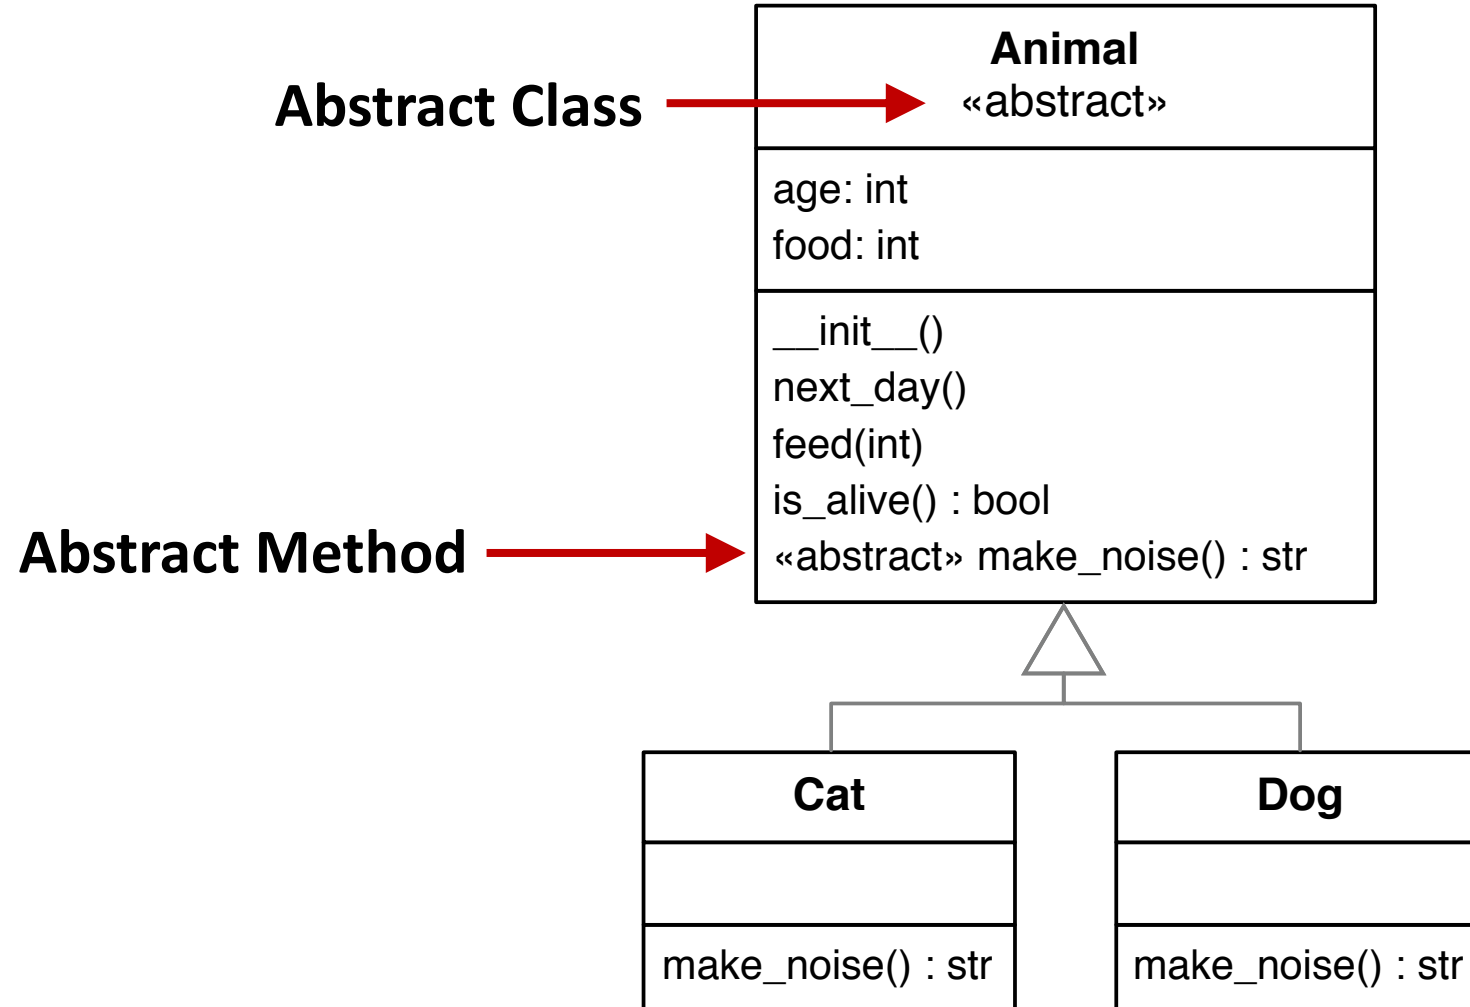 Animal
Abstract Class
«abstract»
age: int
food: int
__init__()
next_day()
feed(int)
is_alive() : bool
Abstract Method
«abstract» make_noise() : str
Cat
Dog
make_noise() : str
make_noise() : str